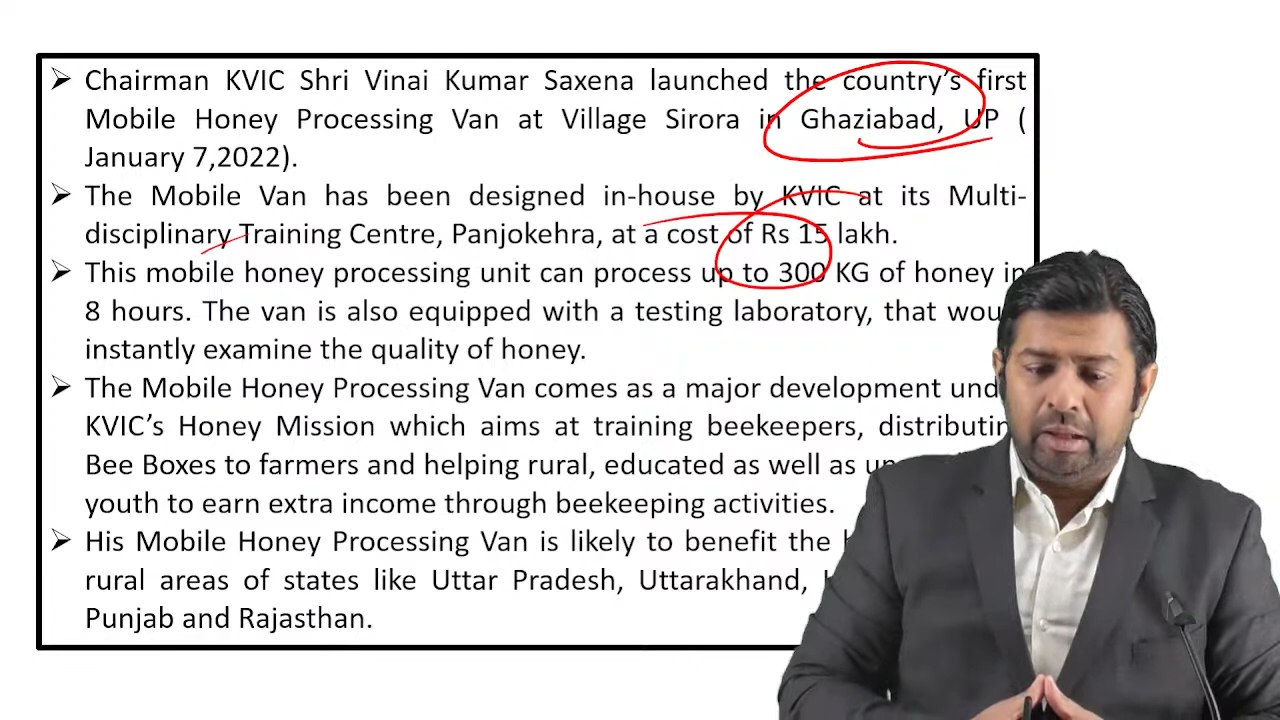 ➢ Chairman KVIC Shri Vinai Kumar Saxena launched the country's first
Mobile Honey Processing Van at Village Sirora in Ghaziabad, UP (
January 7,2022).
➢ The Mobile Van has been designed in-house by KVIC at its Multi-
disciplinary Training Centre, Panjokehra, at a cost of Rs 15 lakh.
➢ This mobile honey processing unit can process up to 300 KG of honey in
8 hours. The van is also equipped with a testing laboratory, that
instantly examine the quality of honey.
➢ The Mobile Honey Processing Van comes as a major development
KVIC's Honey Mission which aims at training beekeepers,
Bee Boxes to farmers and helping rural, educated as well as
youth to earn extra income through beekeeping activities.
➢ His Mobile Honey Processing Van is likely to benefit the
rural areas of states like Uttar Pradesh, Uttarakhand,
Punjab and Rajasthan.